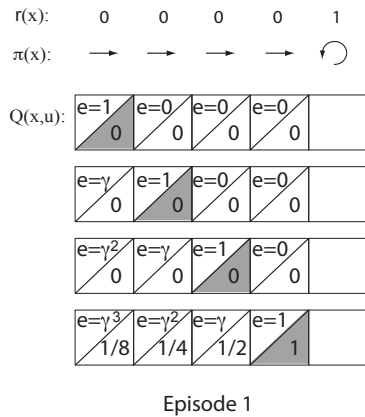 r(x): 0 0 0 0 1
π(x):
Q(x,u): e=1 e=0 e=0 e=0
0 0 0 0
e=γ e=1 e=0 e=0
0 0 0 0
e=γ² e=γ e=1 e=0
0 0 0 0
e=γ³ e=γ² e=γ e=1
1/8 1/4 1/2 1
Episode 1